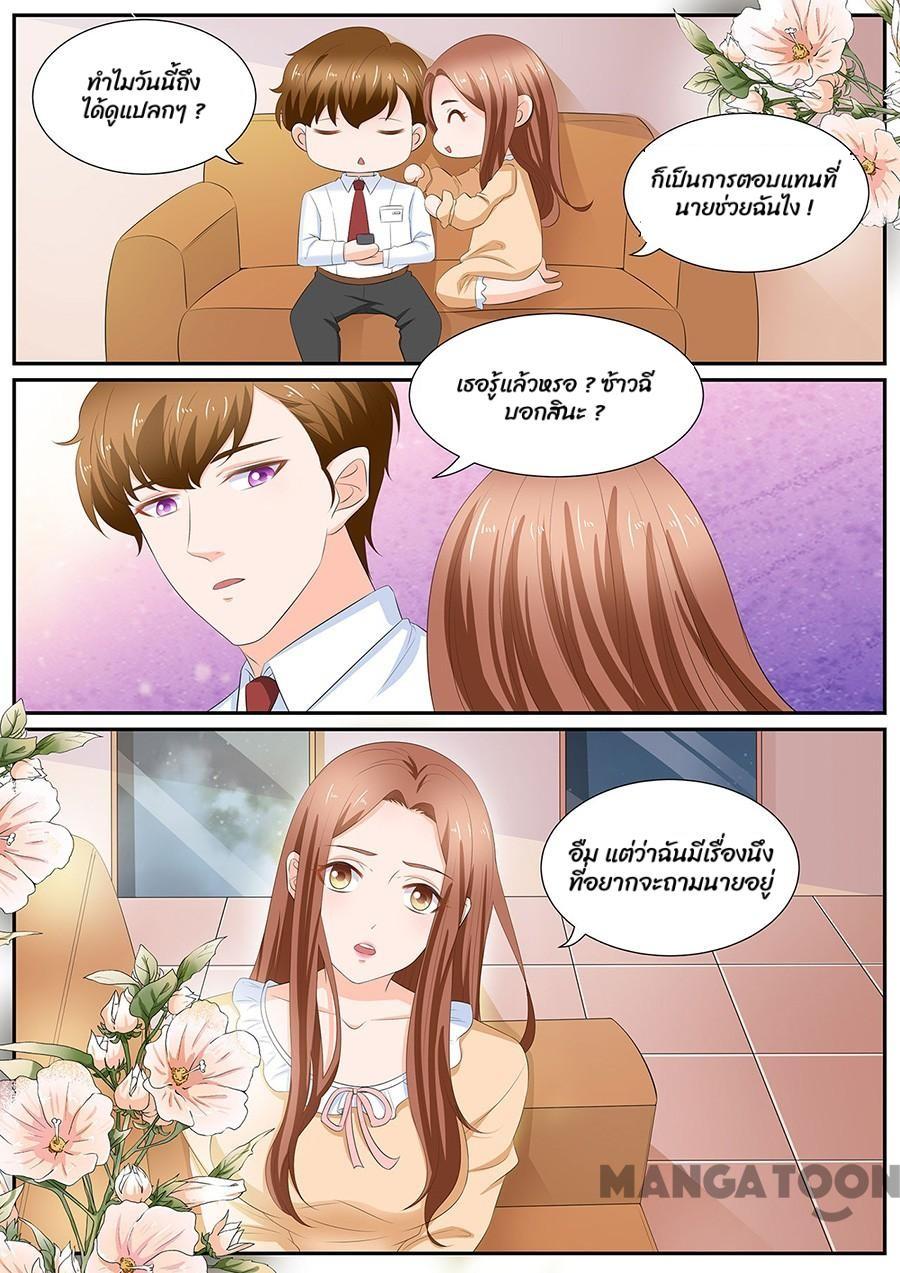 ทำไมวันนี้ถึง
ได้ดูแปลกๆ ?
ก็เป็นการตอบแทนที่
นายช่วยฉันไง !
เธอรู้แล้วหรอ ? ซ้าวฉี
บอกสินะ ?
อืม แต่ว่าฉันมีเรื่องนึง
ที่อยากจะถามนายอยู่
MANGATOON